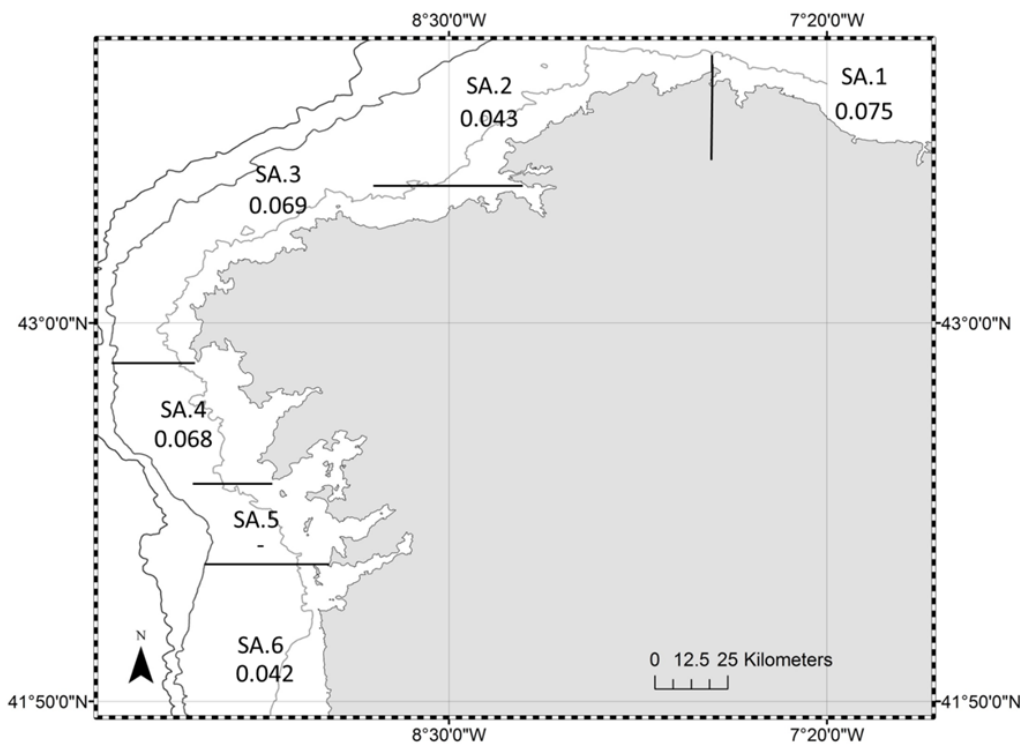 8°30'0"W 7°20'0"W
SA.1
0.075
SA.2
0.043
SA.3
0.069
43°0'0"N 43°0'0"N
SA.4
0.068
SA.5
-
SA.6
0.042
N
0 12.5 25 Kilometers
41°50'0"N 41°50'0"N
8°30'0"W 7°20'0"W